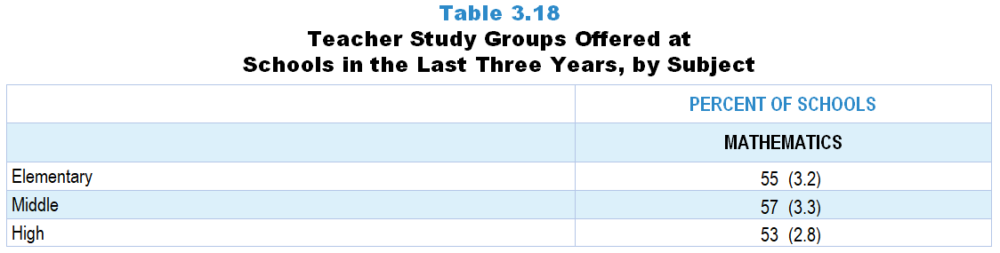 Table 3.18
Teacher Study Groups Offered at
Schools in the Last Three Years, by Subject
PERCENT OF SCHOOLS
MATHEMATICS
Elementary 55 (3.2)
Middle 57 (3.3)
High 53 (2.8)